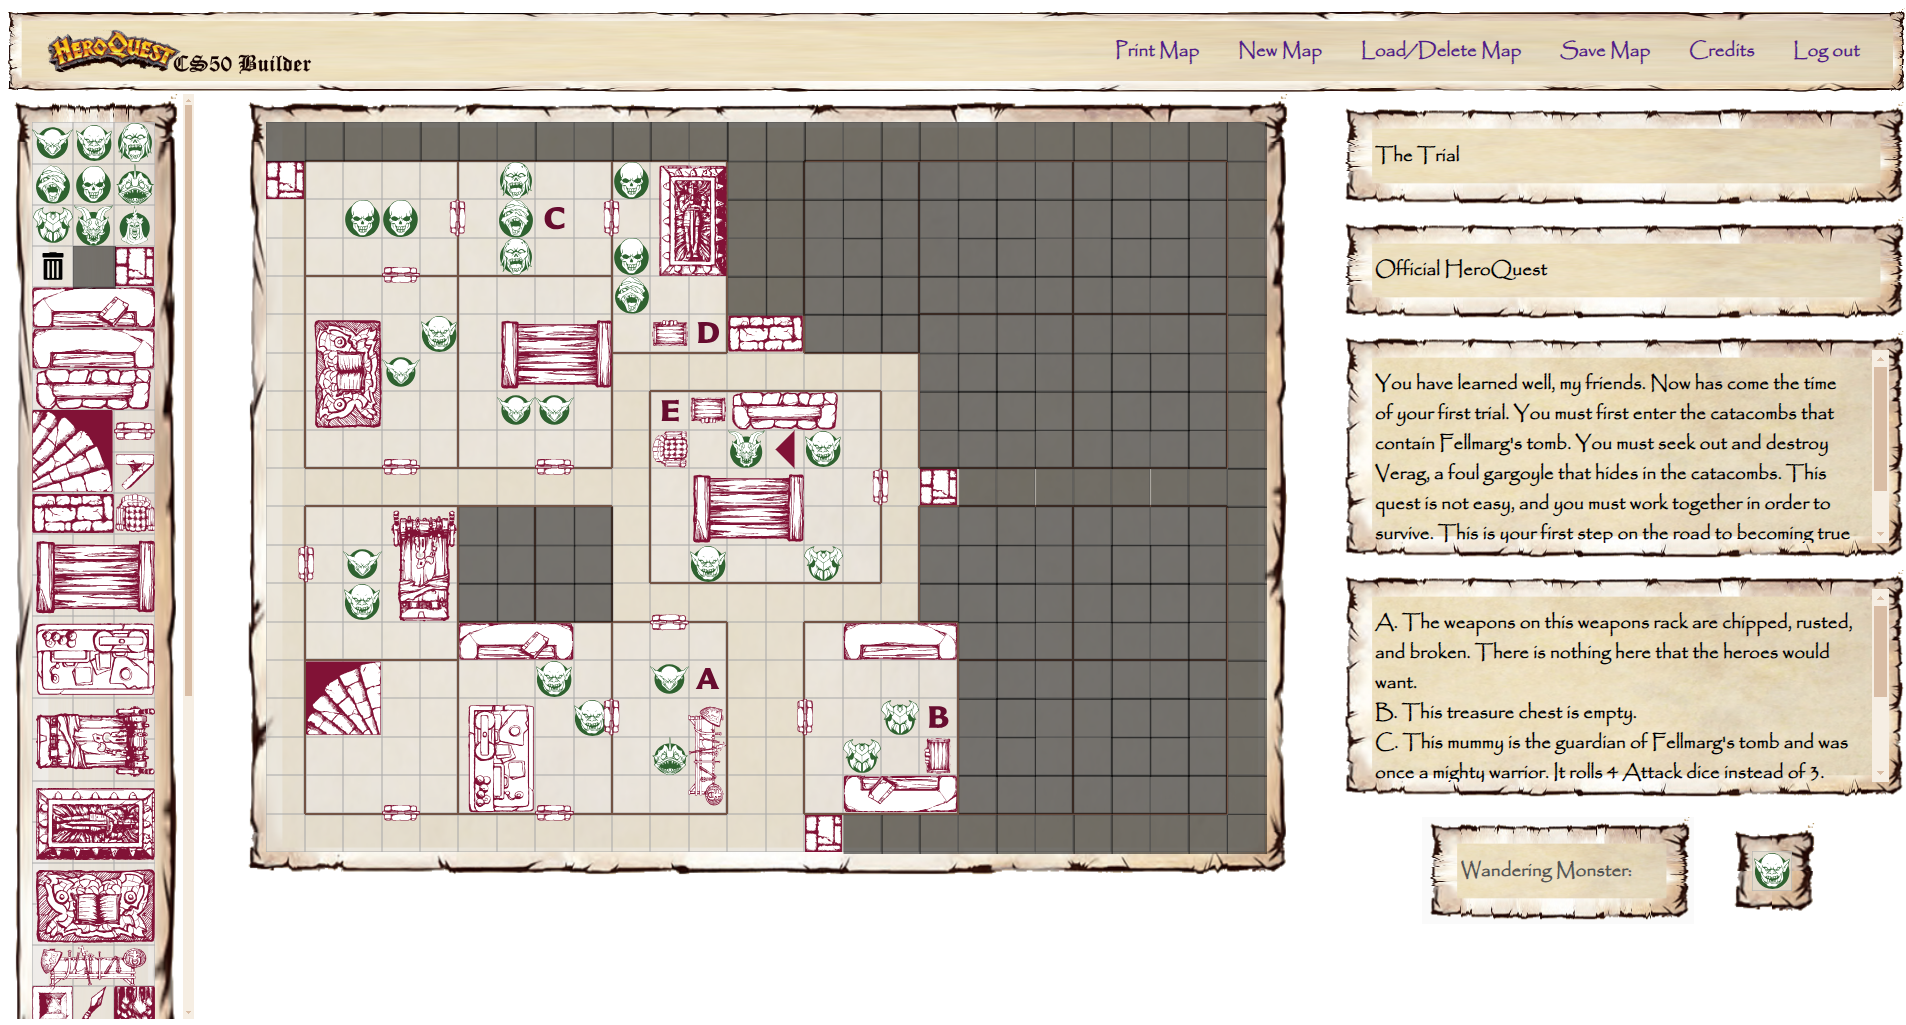 HEROQUEST CS50 Builder
Print Map New Map Load/Delete Map Save Map Credits Log out
C
D
E
A
B
The Trial
Official HeroQuest
You have learned well, my friends. Now has come the time
of your first trial. You must first enter the catacombs that
contain Fellmarg's tomb. You must seek out and destroy
Verag, a foul gargoyle that hides in the catacombs. This
quest is not easy, and you must work together in order to
survive. This is your first step on the road to becoming true
A. The weapons on this weapons rack are chipped, rusted,
and broken. There is nothing here that the heroes would
want.
B. This treasure chest is empty.
C. This mummy is the guardian of Fellmarg's tomb and was
once a mighty warrior. It rolls 4 Attack dice instead of 3.
Wandering Monster: